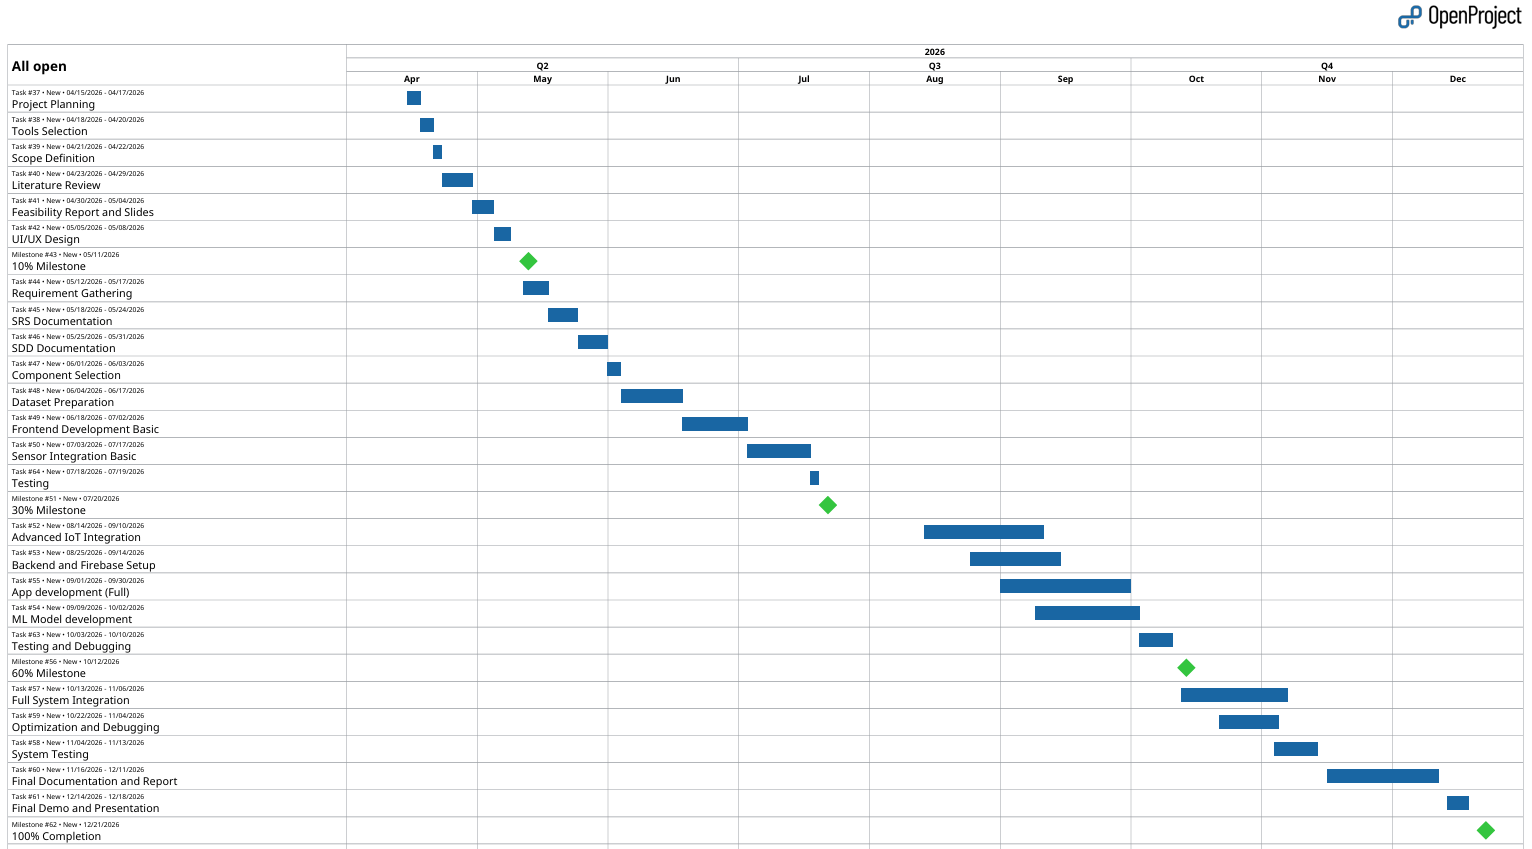 OpenProject
All open
2026
Q2 Q3 Q4
Apr May Jun Jul Aug Sep Oct Nov Dec
Task #37 • New • 04/15/2026 - 04/17/2026
Project Planning
Task #38 • New • 04/18/2026 - 04/20/2026
Tools Selection
Task #39 • New • 04/21/2026 - 04/22/2026
Scope Definition
Task #40 • New • 04/23/2026 - 04/29/2026
Literature Review
Task #41 • New • 04/30/2026 - 05/04/2026
Feasibility Report and Slides
Task #42 • New • 05/05/2026 - 05/08/2026
UI/UX Design
Milestone #43 • New • 05/11/2026
10% Milestone
Task #44 • New • 05/12/2026 - 05/17/2026
Requirement Gathering
Task #45 • New • 05/18/2026 - 05/24/2026
SRS Documentation
Task #46 • New • 05/25/2026 - 05/31/2026
SDD Documentation
Task #47 • New • 06/01/2026 - 06/03/2026
Component Selection
Task #48 • New • 06/04/2026 - 06/17/2026
Dataset Preparation
Task #49 • New • 06/18/2026 - 07/02/2026
Frontend Development Basic
Task #50 • New • 07/03/2026 - 07/17/2026
Sensor Integration Basic
Task #64 • New • 07/18/2026 - 07/19/2026
Testing
Milestone #51 • New • 07/20/2026
30% Milestone
Task #52 • New • 08/14/2026 - 09/10/2026
Advanced IoT Integration
Task #53 • New • 08/25/2026 - 09/14/2026
Backend and Firebase Setup
Task #55 • New • 09/01/2026 - 09/30/2026
App development (Full)
Task #54 • New • 09/09/2026 - 10/02/2026
ML Model development
Task #63 • New • 10/03/2026 - 10/10/2026
Testing and Debugging
Milestone #56 • New • 10/12/2026
60% Milestone
Task #57 • New • 10/13/2026 - 11/06/2026
Full System Integration
Task #59 • New • 10/22/2026 - 11/04/2026
Optimization and Debugging
Task #58 • New • 11/04/2026 - 11/13/2026
System Testing
Task #60 • New • 11/16/2026 - 12/11/2026
Final Documentation and Report
Task #61 • New • 12/14/2026 - 12/18/2026
Final Demo and Presentation
Milestone #62 • New • 12/21/2026
100% Completion